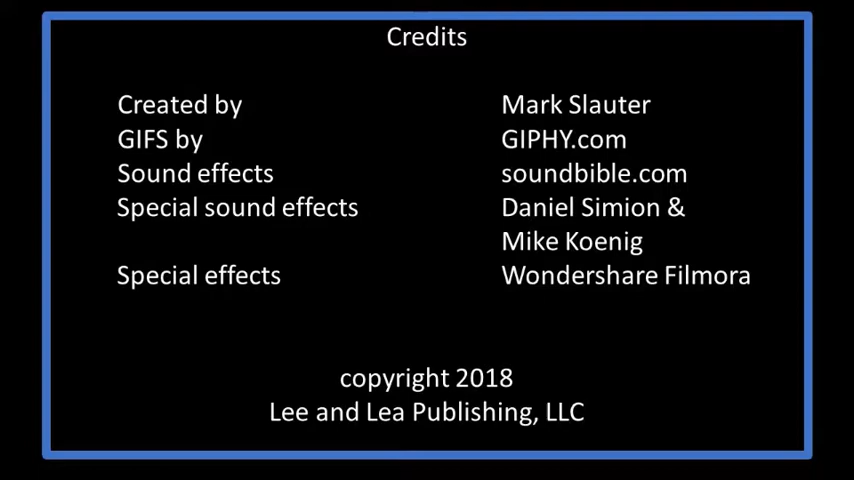 Credits
Created by Mark Slauter
GIFS by GIPHY.com
Sound effects soundbible.com
Special sound effects Daniel Simion &
Mike Koenig
Special effects Wondershare Filmora
copyright 2018
Lee and Lea Publishing, LLC